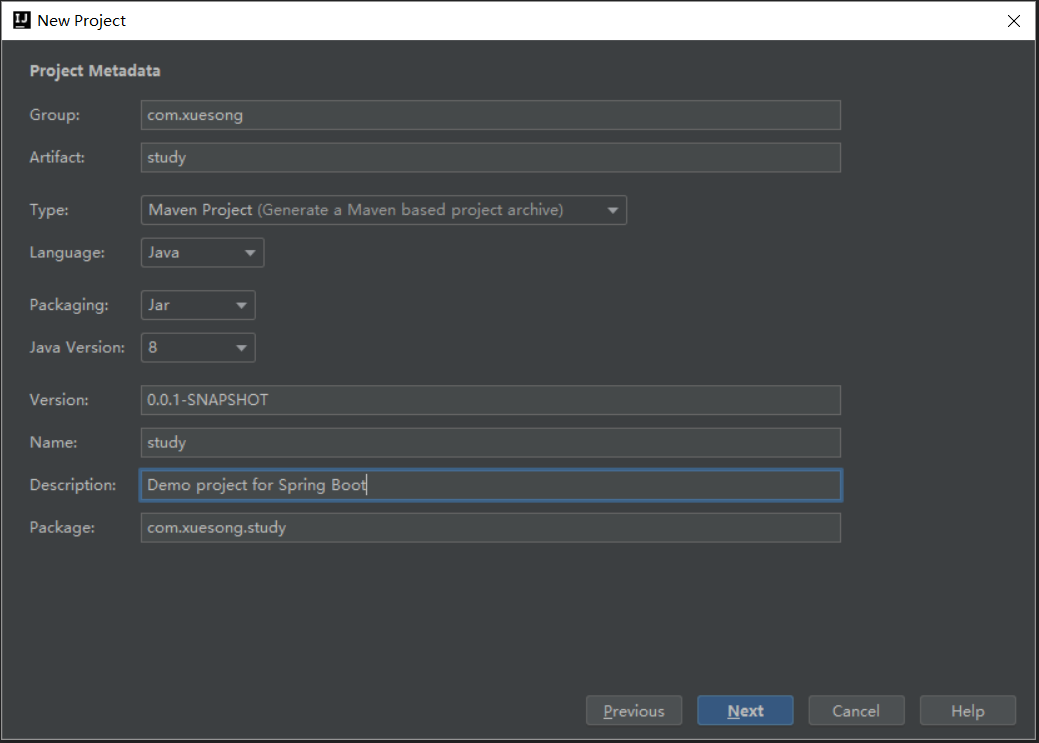 New Project
Project Metadata
Group: com.xuesong
Artifact: study
Type: Maven Project (Generate a Maven based project archive)
Language: Java
Packaging: Jar
Java Version: 8
Version: 0.0.1-SNAPSHOT
Name: study
Description: Demo project for Spring Boot
Package: com.xuesong.study
Previous Next Cancel Help